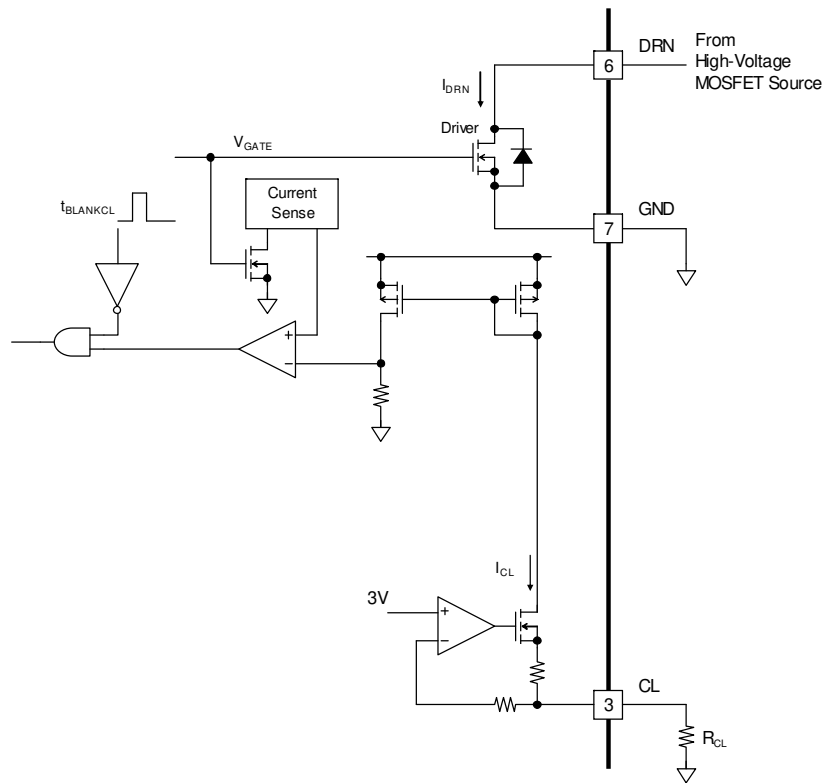 6
DRN
From
High-Voltage
MOSFET Source
I_DRN
Driver
V_GATE
t_BLANKCL
Current
Sense
GND
7
+
−
I_CL
3V
+
−
CL
3
R_CL